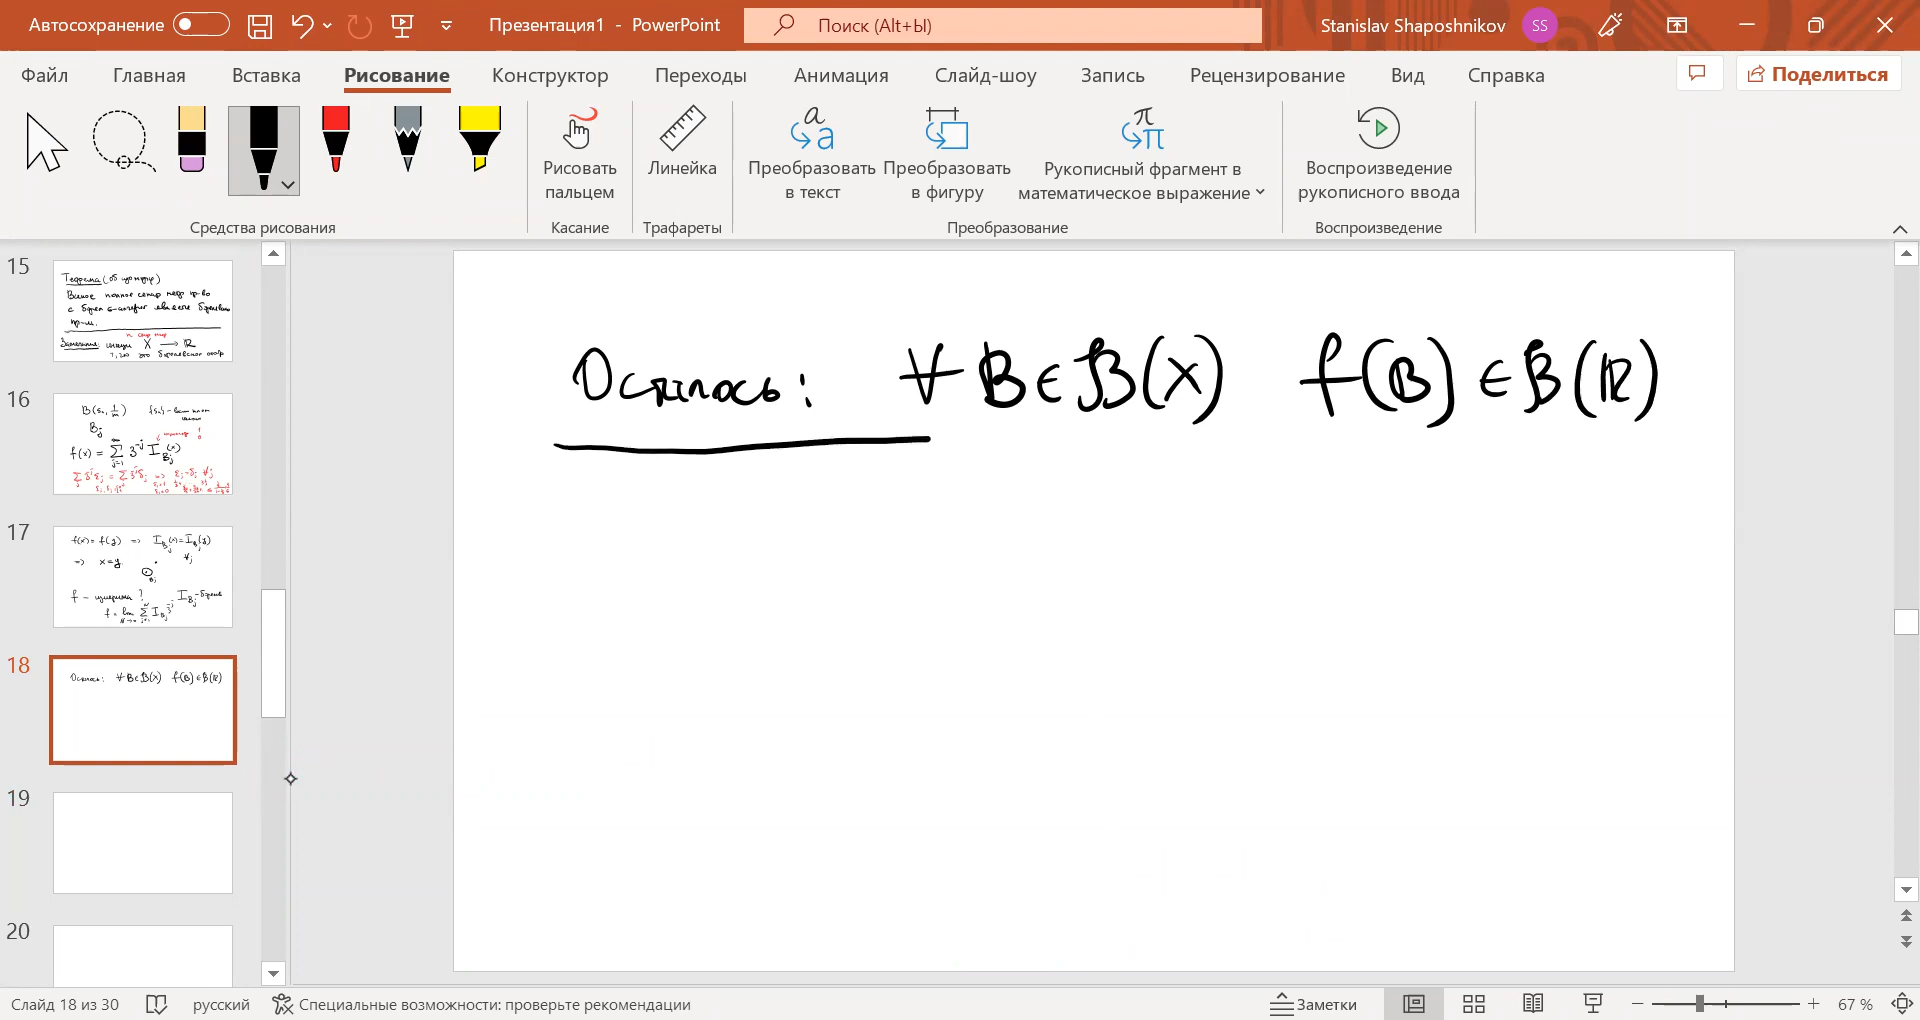 Автосохранение
Презентация1 - PowerPoint
Поиск (Alt+Ы)
Stanislav Shaposhnikov
SS
Файл Главная Вставка Рисование Конструктор Переходы Анимация Слайд-шоу Запись Рецензирование Вид Справка
Поделиться
Рисовать пальцем
Линейка
Преобразовать в текст
Преобразовать в фигуру
Рукописный фрагмент в математическое выражение
Воспроизведение рукописного ввода
Средства рисования Касание Трафареты Преобразование Воспроизведение
15
Теорема
Замечание:
X → ℝ
16
f(x) =
17
f(x) = f(y) ⇒
⇒ x = y
18
Осталось: ∀ B ∈ 𝓑(X) f(B) ∈ 𝓑(ℝ)
19
20
Осталось: ∀ B ∈ 𝓑(X) f(B) ∈ 𝓑(ℝ)
Слайд 18 из 30
русский
Специальные возможности: проверьте рекомендации
Заметки
67 %